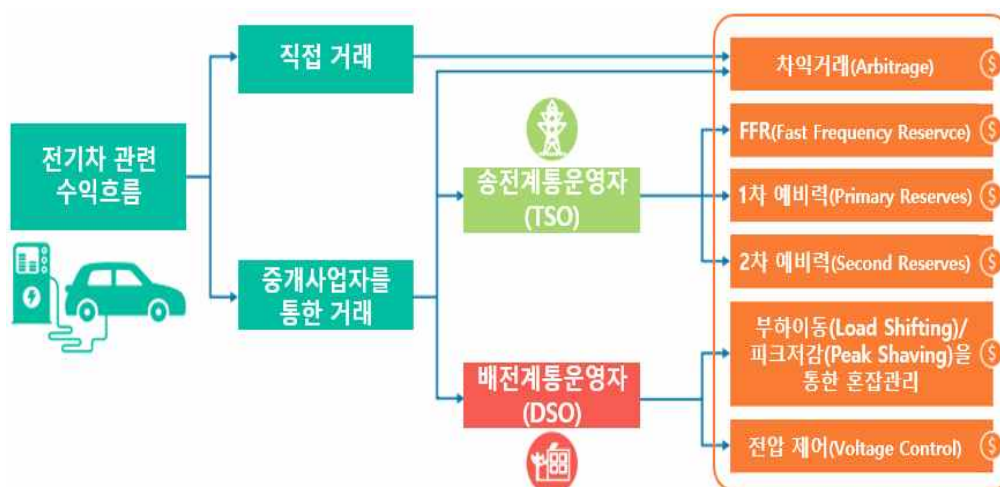 직접 거래
차익거래(Arbitrage)
전기차 관련
수익흐름
송전계통운영자
(TSO)
FFR(Fast Frequency Reservce)
1차 예비력(Primary Reserves)
2차 예비력(Second Reserves)
중개사업자를
통한 거래
배전계통운영자
(DSO)
부하이동(Load Shifting)/
피크저감(Peak Shaving)을
통한 혼잡관리
전압 제어(Voltage Control)
$
$
$
$
$
$